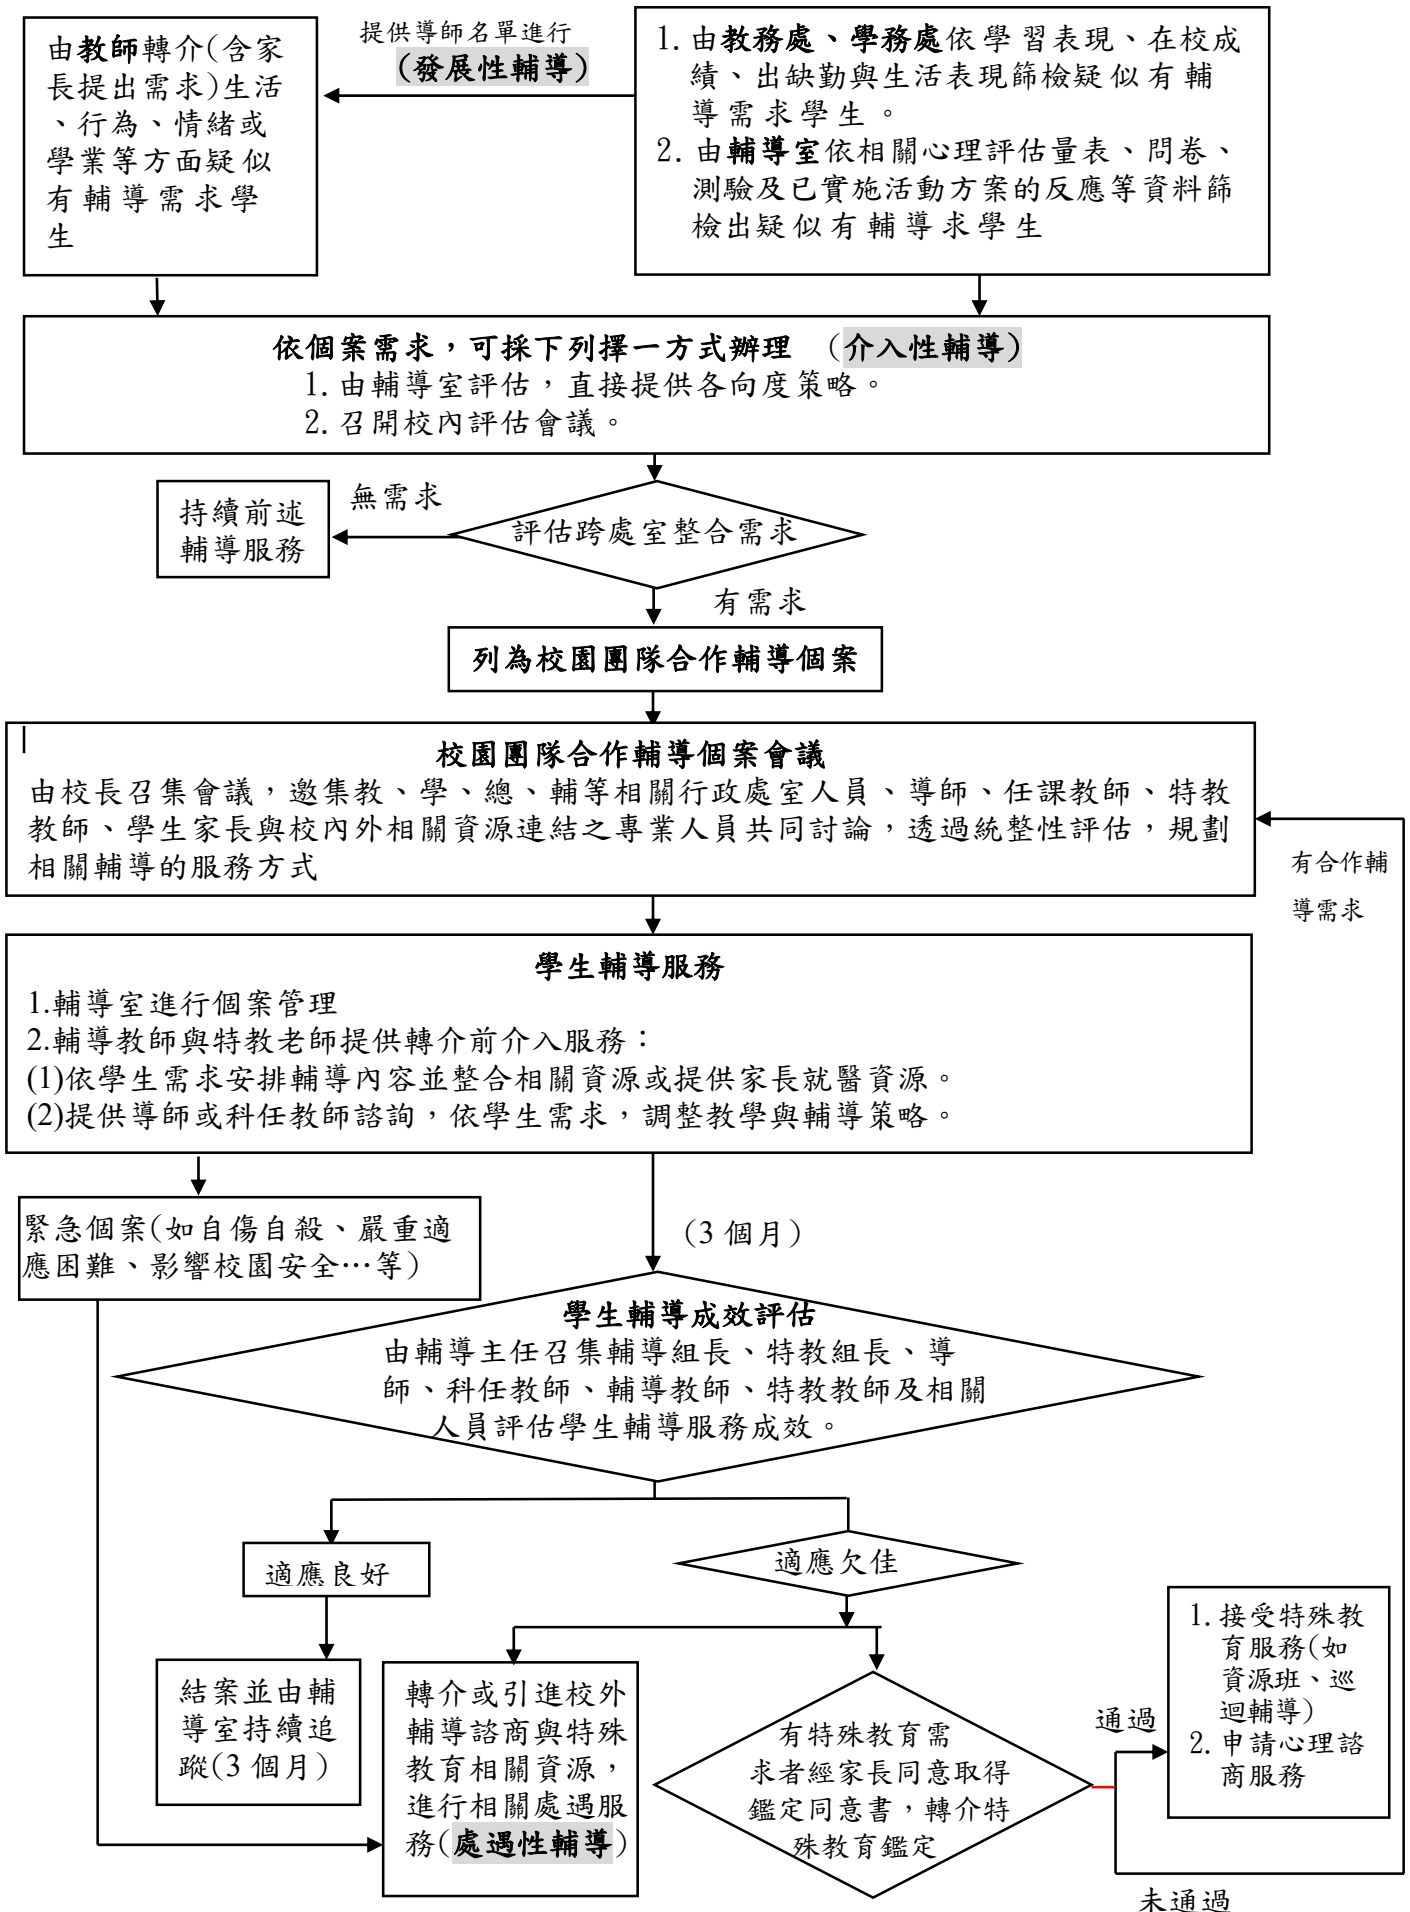 由教師轉介(含家
長提出需求)生活
、行為、情緒或
學業等方面疑似
有輔導需求學
生
提供導師名單進行
(發展性輔導)
1. 由教務處、學務處依學習表現、在校成
績、出缺勤與生活表現篩檢疑似有輔
導需求學生。
2. 由輔導室依相關心理評估量表、問卷、
測驗及已實施活動方案的反應等資料篩
檢出疑似有輔導求學生
依個案需求，可採下列擇一方式辦理 (介入性輔導)
1. 由輔導室評估，直接提供各向度策略。
2. 召開校內評估會議。
評估跨處室整合需求
無需求
持續前述
輔導服務
有需求
列為校園團隊合作輔導個案
校園團隊合作輔導個案會議
由校長召集會議，邀集教、學、總、輔等相關行政處室人員、導師、任課教師、特教
教師、學生家長與校內外相關資源連結之專業人員共同討論，透過統整性評估，規劃
相關輔導的服務方式
有合作輔
導需求
學生輔導服務
1.輔導室進行個案管理
2.輔導教師與特教老師提供轉介前介入服務：
(1)依學生需求安排輔導內容並整合相關資源或提供家長就醫資源。
(2)提供導師或科任教師諮詢，依學生需求，調整教學與輔導策略。
緊急個案(如自傷自殺、嚴重適
應困難、影響校園安全…等)
(3 個月)
學生輔導成效評估
由輔導主任召集輔導組長、特教組長、導
師、科任教師、輔導教師、特教教師及相關
人員評估學生輔導服務成效。
適應良好
適應欠佳
結案並由輔
導室持續追
蹤(3 個月)
轉介或引進校外
輔導諮商與特殊
教育相關資源，
進行相關處遇服
務(處遇性輔導)
有特殊教育需
求者經家長同意取得
鑑定同意書，轉介特
殊教育鑑定
通過
1. 接受特殊教
育服務(如
資源班、巡
迴輔導)
2. 申請心理諮
商服務
未通過